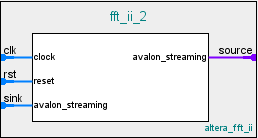 fft_ii_2
clk
clock
avalon_streaming
source
rst
reset
sink
avalon_streaming
altera_fft_ii